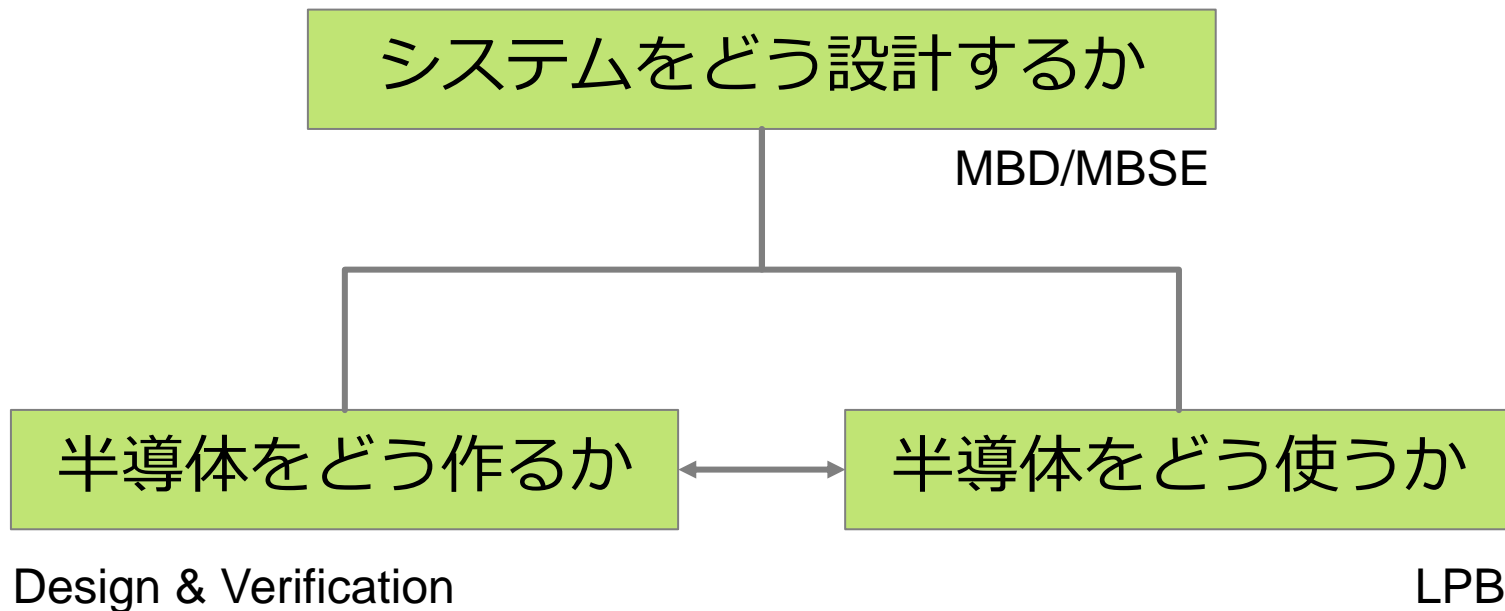 システムをどう設計するか
MBD/MBSE
半導体をどう作るか
半導体をどう使うか
Design & Verification
LPB